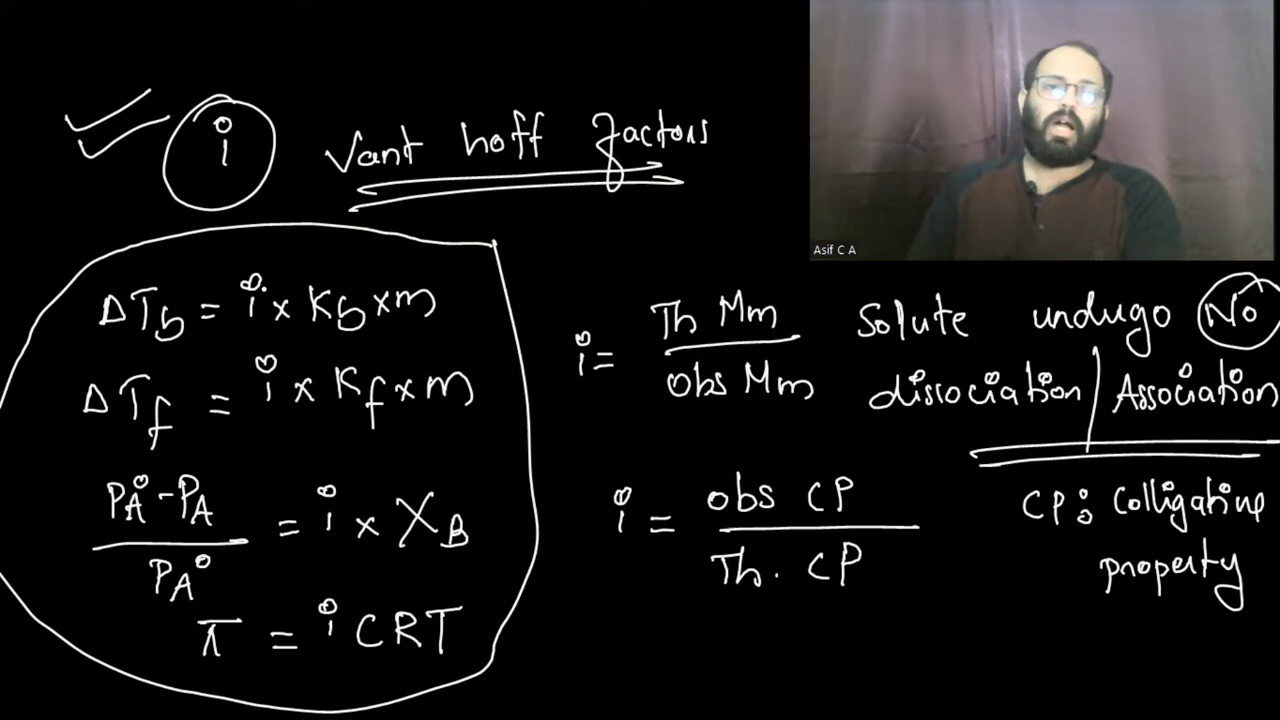 i Vant hoff factors
Asif C A
ΔTb = i × Kb × m
ΔTf = i × Kf × m
PA° - PA
PA°
= i × XB
π = i CRT
i = Th Mm
obs Mm
Solute undugo No
dissociation | Association
i = obs CP
Th. CP
CP: Colligative
property